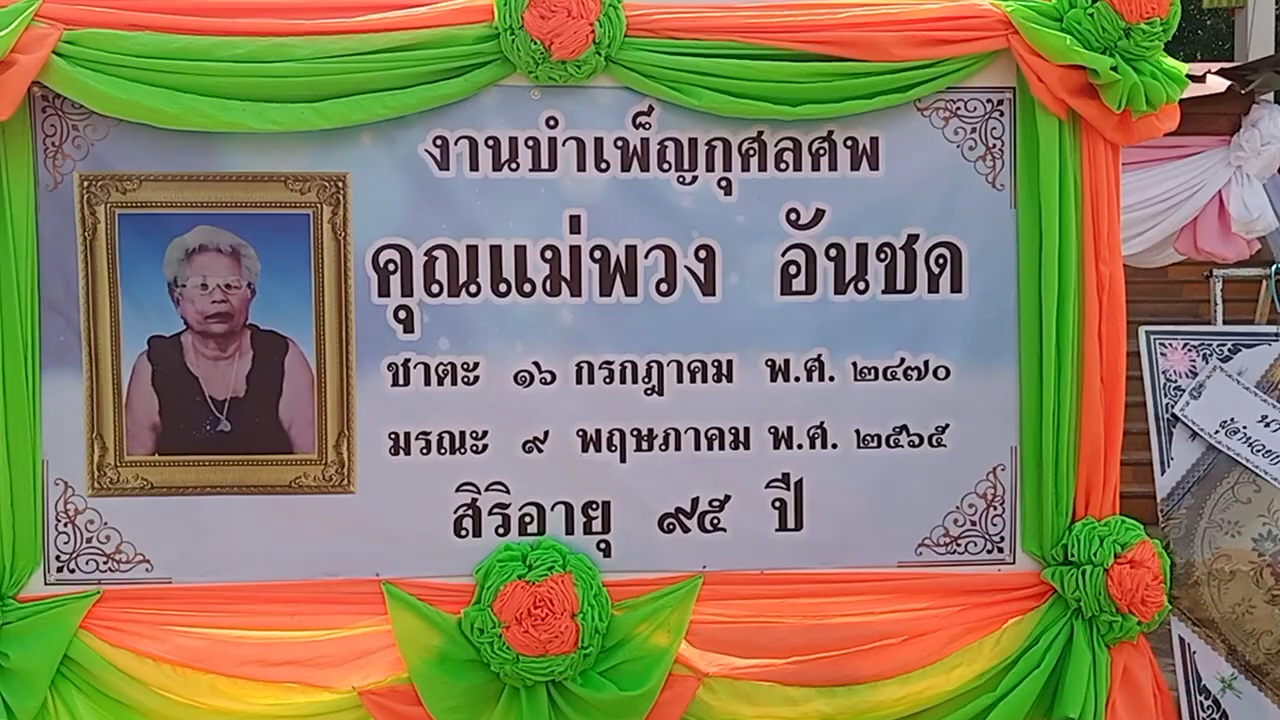 งานบำเพ็ญกุศลศพ
คุณแม่พวง อันชด
ชาตะ ๑๖ กรกฎาคม พ.ศ. ๒๔๗๐
มรณะ ๙ พฤษภาคม พ.ศ. ๒๕๖๕
สิริอายุ ๙๕ ปี